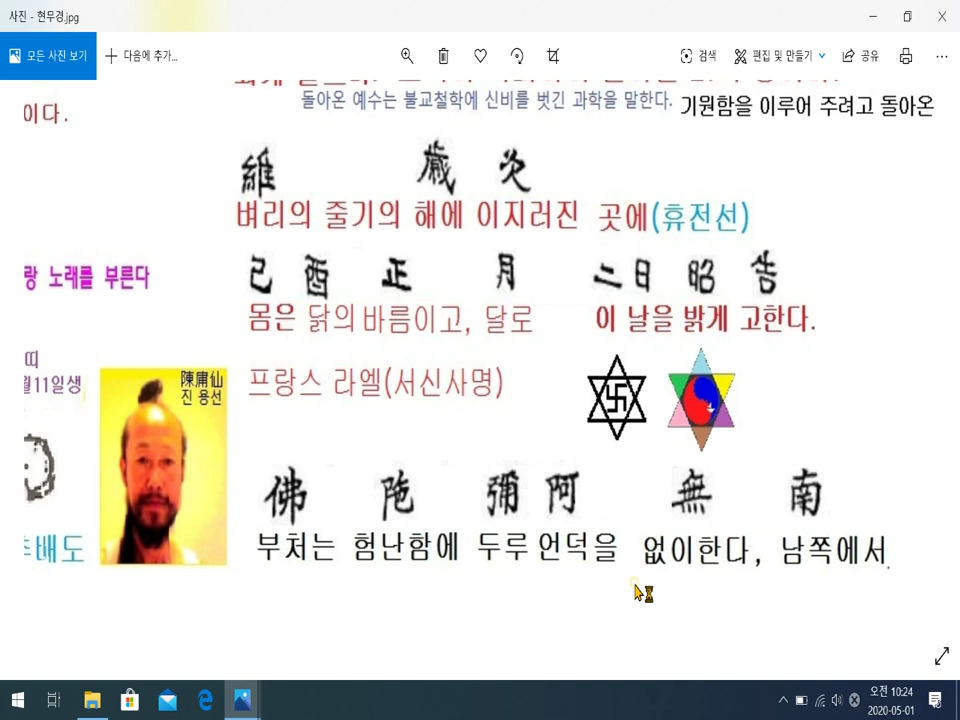 사진 - 현무경.jpg
모든 사진 보기 다음에 추가... 검색 편집 및 만들기 공유
돌아온 예수는 불교철학에 신비를 벗긴 과학을 말한다. 기원함을 이루어 주려고 돌아온
이다.
維 歲 次
벼리의 줄기의 해에 이지러진 곳에(휴전선)
랑 노래를 부른다
己 酉 正 月 二 日 昭 告
몸은 닭의 바름이고, 달로 이 날을 밝게 고한다.
띠
월11일생
陳庸仙
진 용선
프랑스 라엘(서신사명)
佛 陁 彌 阿 無 南
배도
부처는 험난함에 두루 언덕을 없이한다, 남쪽에서.
오전 10:24
2020-05-01